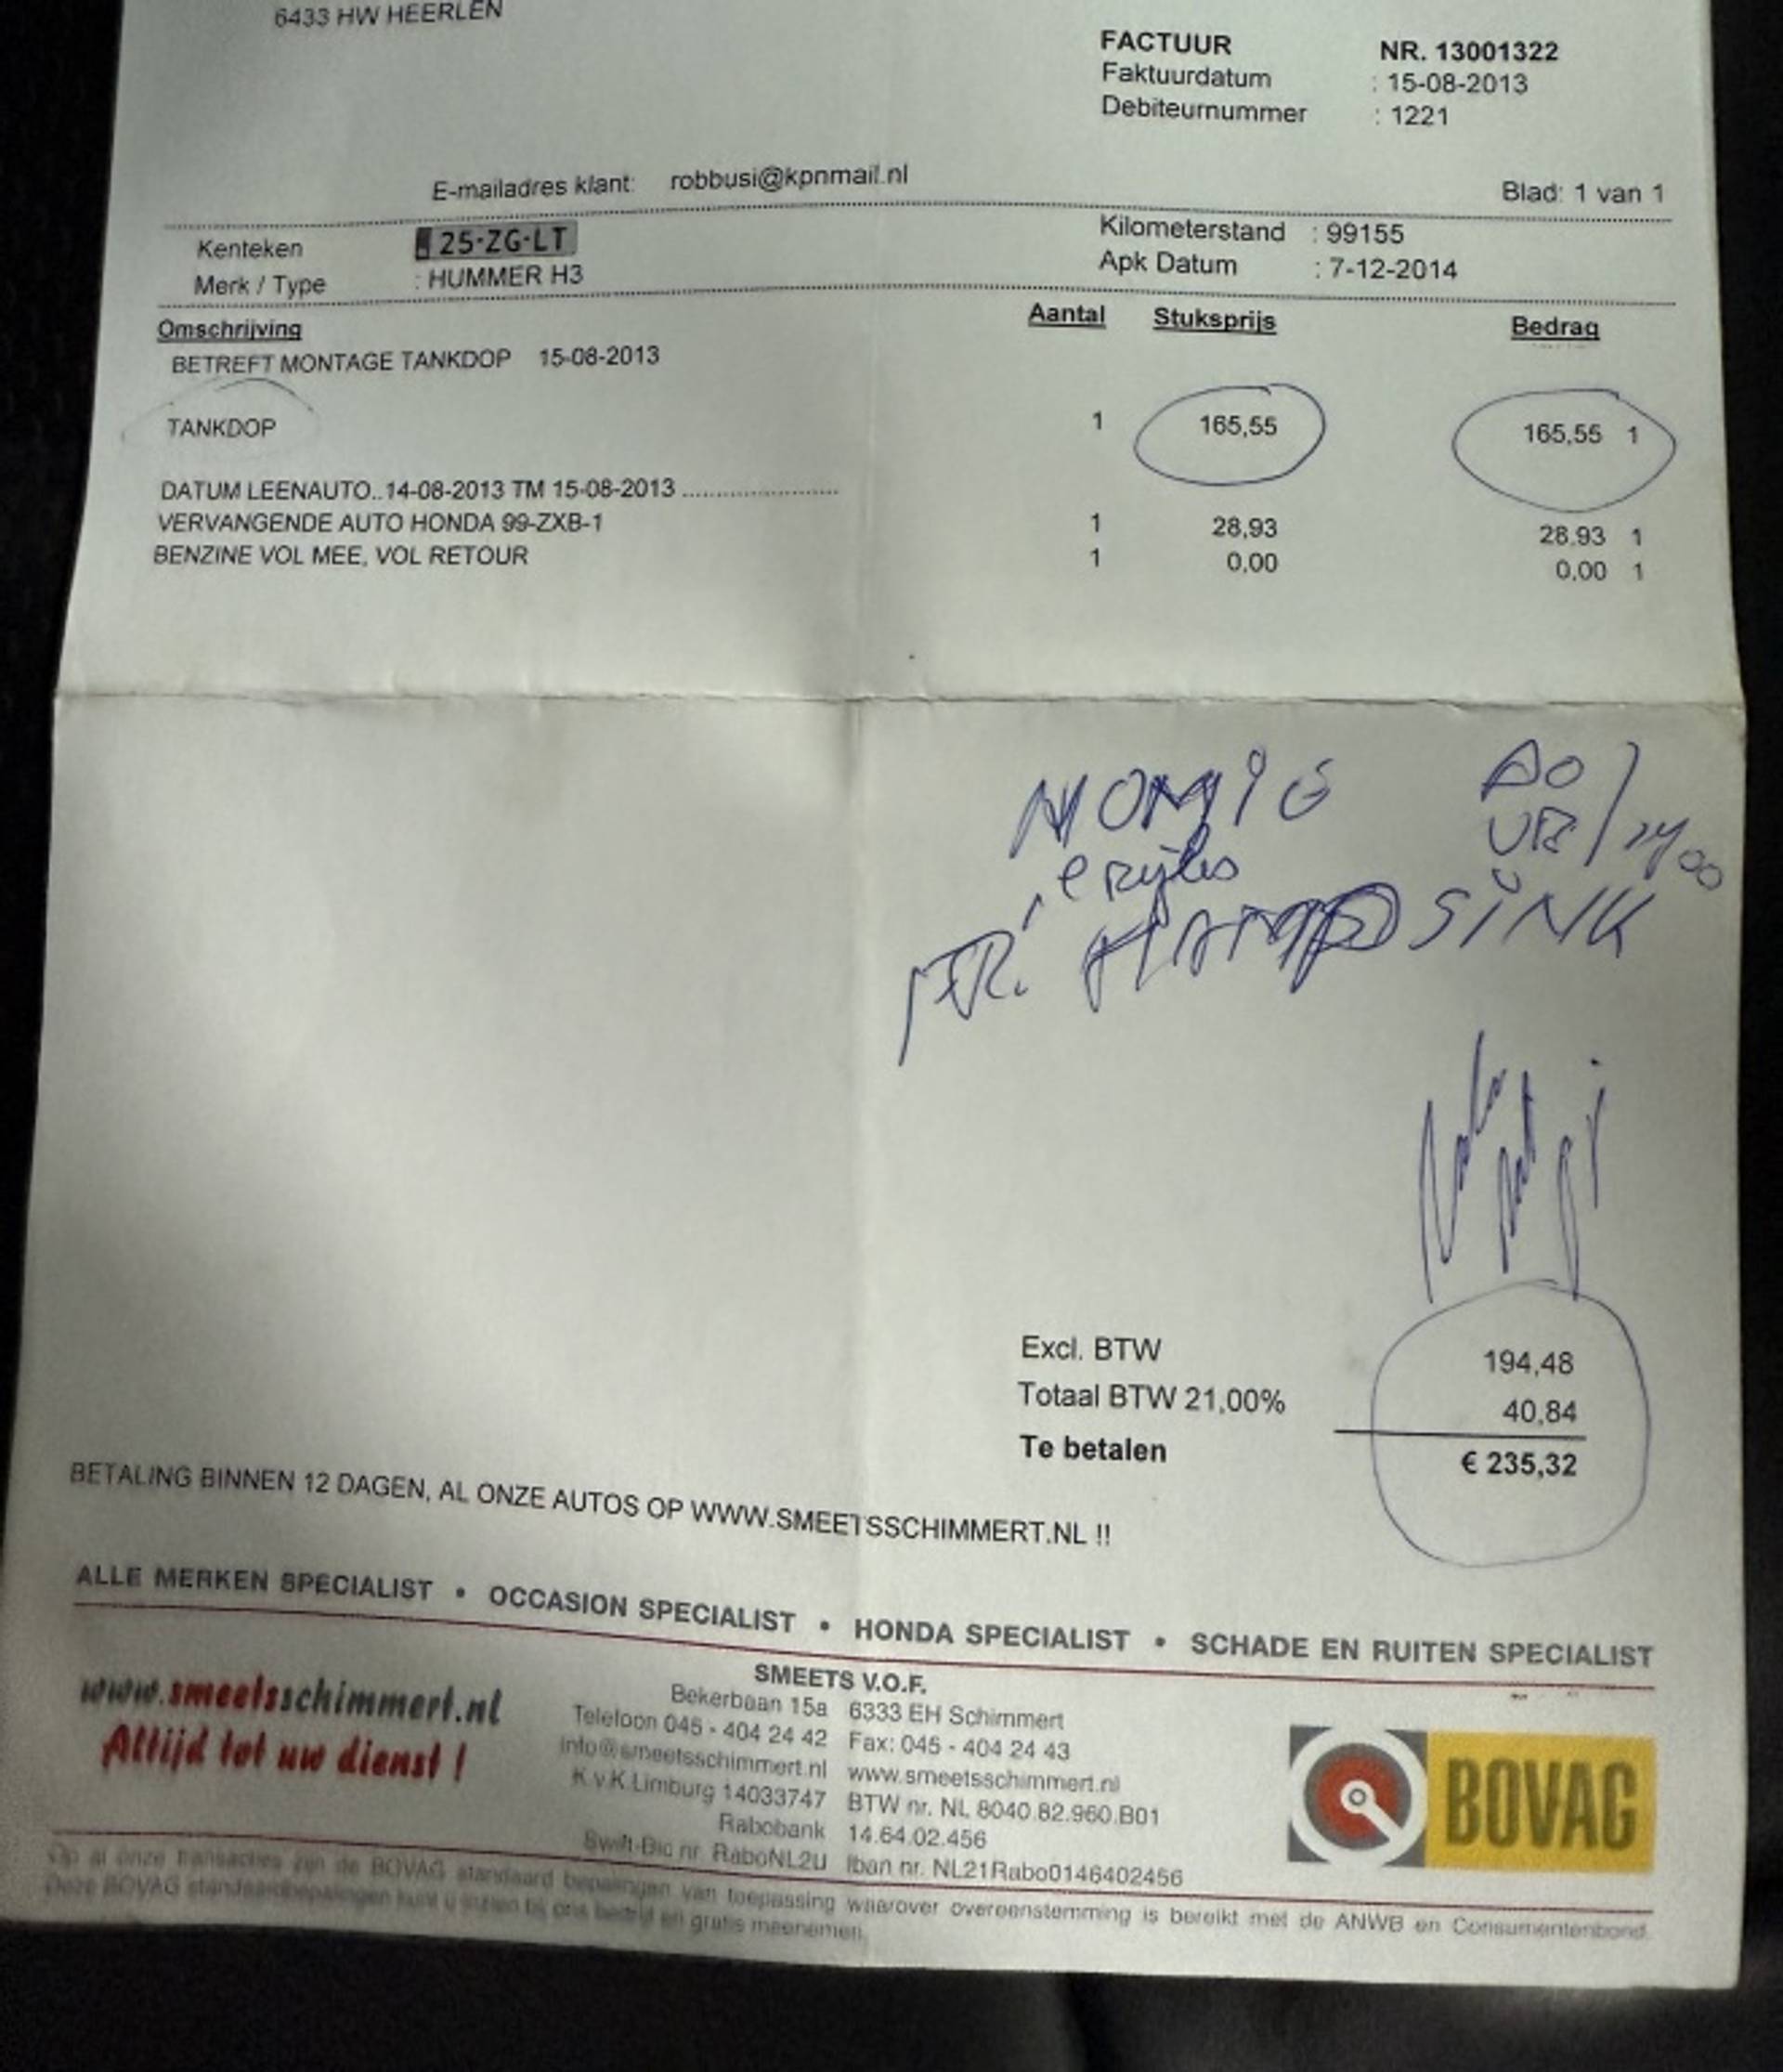 6433 HW HEERLEN
FACTUUR NR. 13001322
Faktuurdatum : 15-08-2013
Debiteurnummer : 1221
E-mailadres klant: robbusi@kpnmail.nl
Blad: 1 van 1
Kenteken 25-ZG-LT Kilometerstand : 99155
Merk / Type : HUMMER H3 Apk Datum : 7-12-2014
Omschrijving Aantal Stuksprijs Bedrag
BETREFT MONTAGE TANKDOP 15-08-2013
TANKDOP 1 165,55 165,55 1
DATUM LEENAUTO..14-08-2013 TM 15-08-2013 ......................
VERVANGENDE AUTO HONDA 99-ZXB-1 1 28,93 28.93 1
BENZINE VOL MEE, VOL RETOUR 1 0,00 0,00 1
SINK
Excl. BTW 194,48
Totaal BTW 21,00% 40,84
Te betalen € 235,32
BETALING BINNEN 12 DAGEN, AL ONZE AUTOS OP WWW.SMEETSSCHIMMERT.NL !!
ALLE MERKEN SPECIALIST • OCCASION SPECIALIST • HONDA SPECIALIST • SCHADE EN RUITEN SPECIALIST
www.smeetsschimmert.nl
Altijd tot uw dienst !
SMEETS V.O.F.
Bekerbaan 15a 6333 EH Schimmert
Telefoon 045 - 404 24 42 Fax: 045 - 404 24 43
info@smeetsschimmert.nl www.smeetsschimmert.nl
K.v.K.Limburg 14033747 BTW nr. NL 8040.82.960.B01
Rabobank 14.64.02.456
Swift-Bic nr. RaboNL2U Iban nr. NL21Rabo0146402456
BOVAG
Op al onze transacties zijn de BOVAG standaard bepalingen van toepassing waarover overeenstemming is bereikt met de ANWB en Consumentenbond.
Deze BOVAG standaardbepalingen kunt u inzien bij ons bedrijf en gratis meenemen.